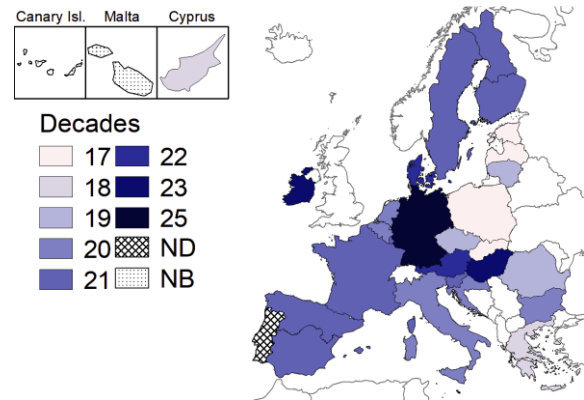 Canary Isl. Malta Cyprus
Decades
17 22
18 23
19 25
20 ND
21 NB